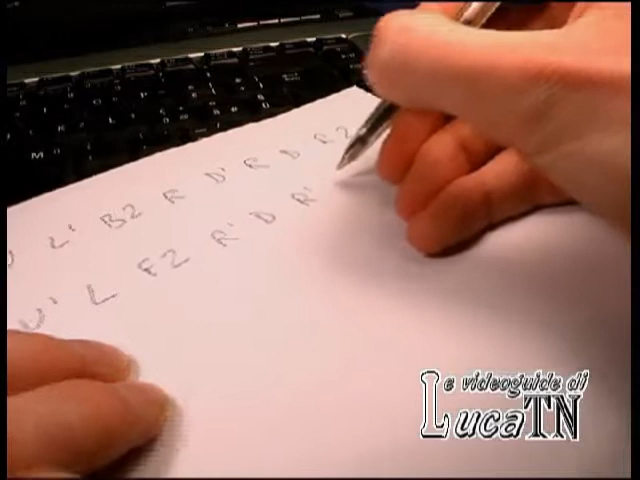 L' B2 R D' R D R2
U' L F2 R' D R'
Le videoguide di
LucaTN